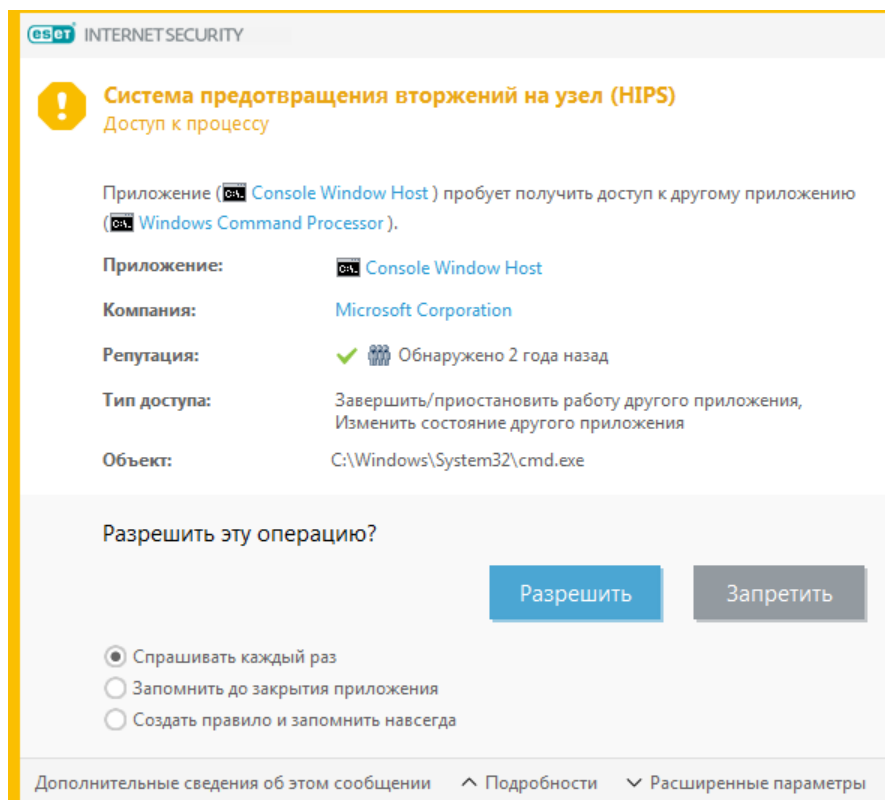 eset INTERNET SECURITY
Система предотвращения вторжений на узел (HIPS)
Доступ к процессу
Приложение ( Console Window Host ) пробует получить доступ к другому приложению
( Windows Command Processor ).
Приложение: Console Window Host
Компания: Microsoft Corporation
Репутация: Обнаружено 2 года назад
Тип доступа: Завершить/приостановить работу другого приложения,
Изменить состояние другого приложения
Объект: C:\Windows\System32\cmd.exe
Разрешить эту операцию?
Разрешить Запретить
Спрашивать каждый раз
Запомнить до закрытия приложения
Создать правило и запомнить навсегда
Дополнительные сведения об этом сообщении Подробности Расширенные параметры